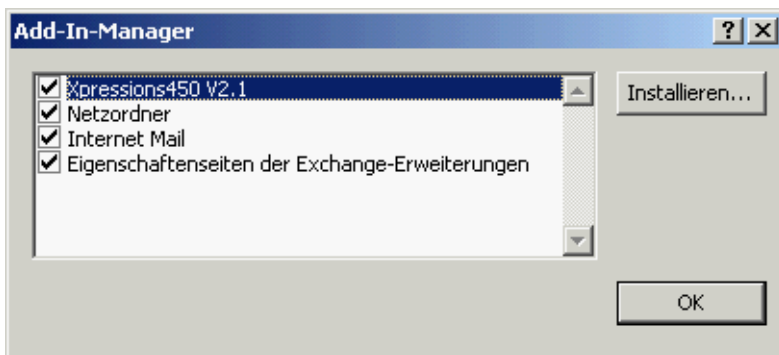 Add-In-Manager
Xpressions450 V2.1
Installieren...
Netzordner
Internet Mail
Eigenschaftenseiten der Exchange-Erweiterungen
OK